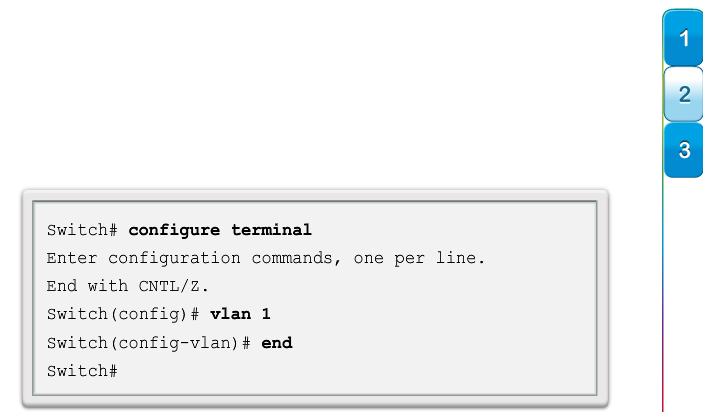 1
2
3
Switch# configure terminal
Enter configuration commands, one per line.
End with CNTL/Z.
Switch(config)# vlan 1
Switch(config-vlan)# end
Switch#